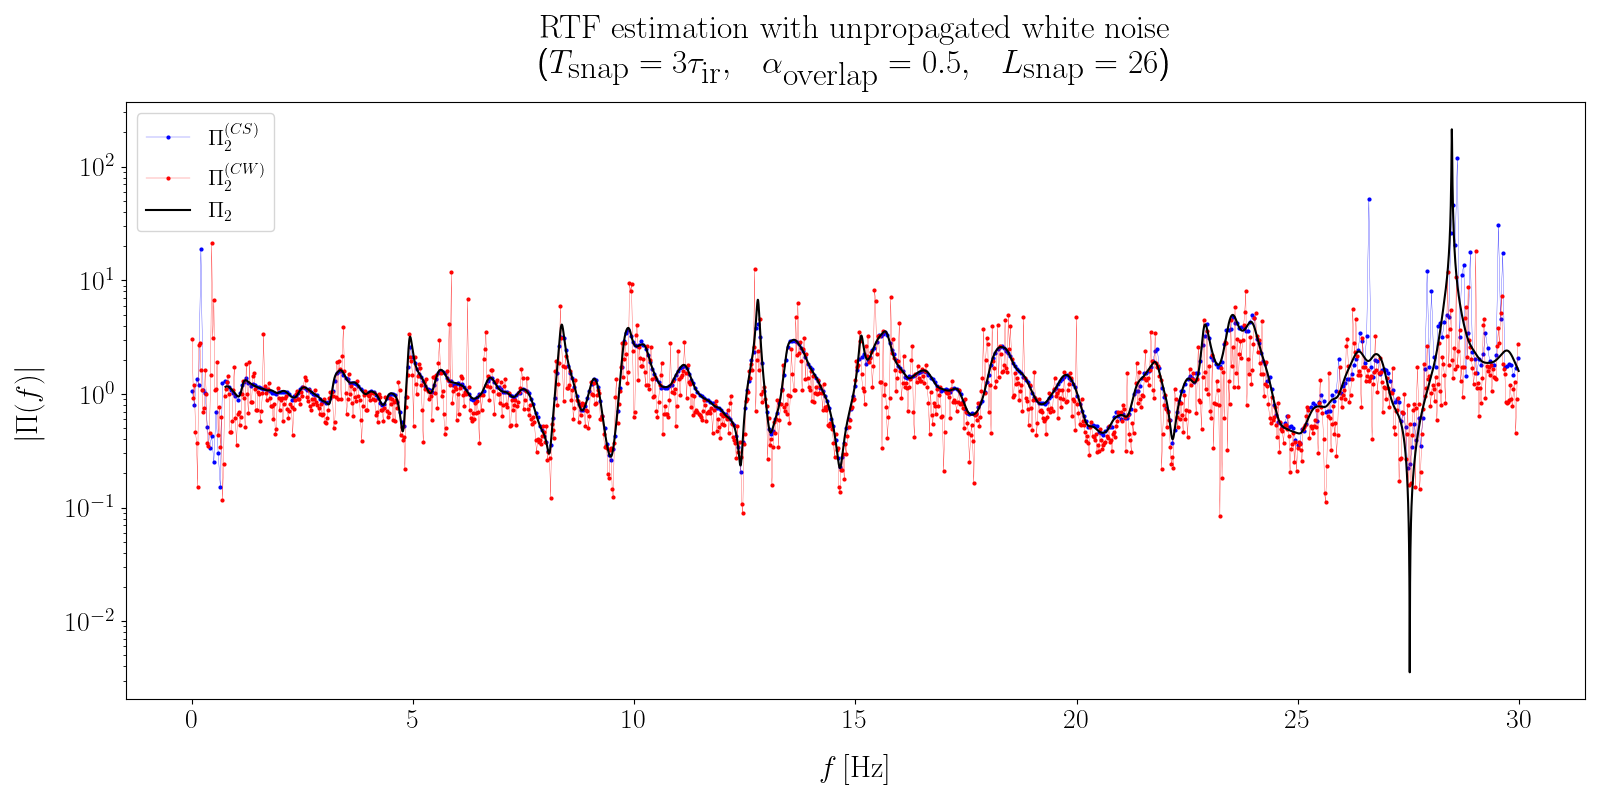 RTF estimation with unpropagated white noise
(T_snap = 3τ_ir, α_overlap = 0.5, L_snap = 26)
Π_2^(CS)
Π_2^(CW)
Π_2
|Π(f)|
10^2
10^1
10^0
10^−1
10^−2
0 5 10 15 20 25 30
f [Hz]